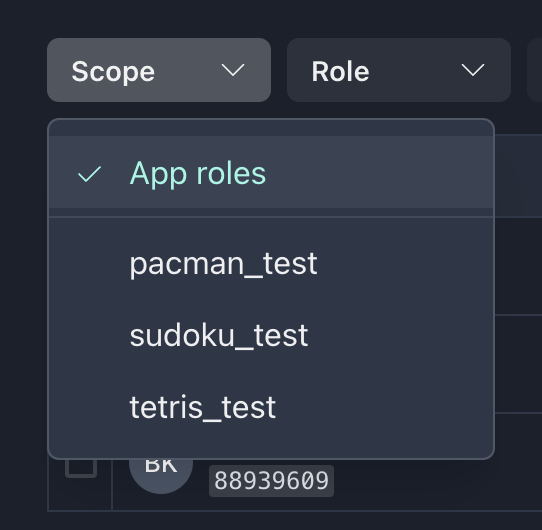 Scope
Role
App roles
pacman_test
sudoku_test
tetris_test
BK
88939609